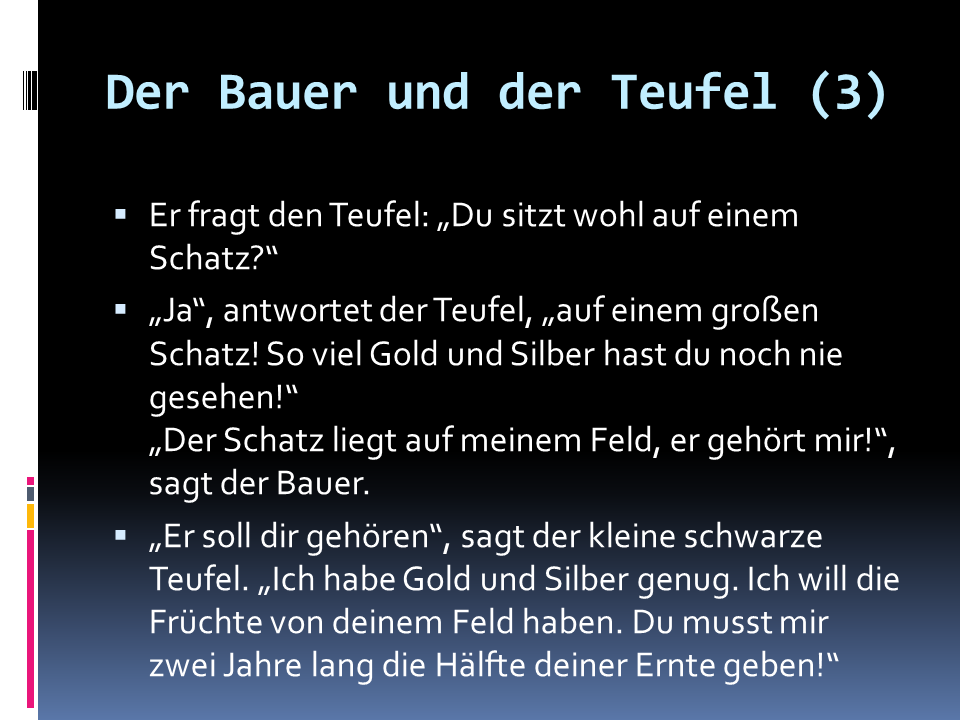 Der Bauer und der Teufel (3)
▪ Er fragt den Teufel: „Du sitzt wohl auf einem
Schatz?“
▪ „Ja“, antwortet der Teufel, „auf einem großen
Schatz! So viel Gold und Silber hast du noch nie
gesehen!“
„Der Schatz liegt auf meinem Feld, er gehört mir!“,
sagt der Bauer.
▪ „Er soll dir gehören“, sagt der kleine schwarze
Teufel. „Ich habe Gold und Silber genug. Ich will die
Früchte von deinem Feld haben. Du musst mir
zwei Jahre lang die Hälfte deiner Ernte geben!“